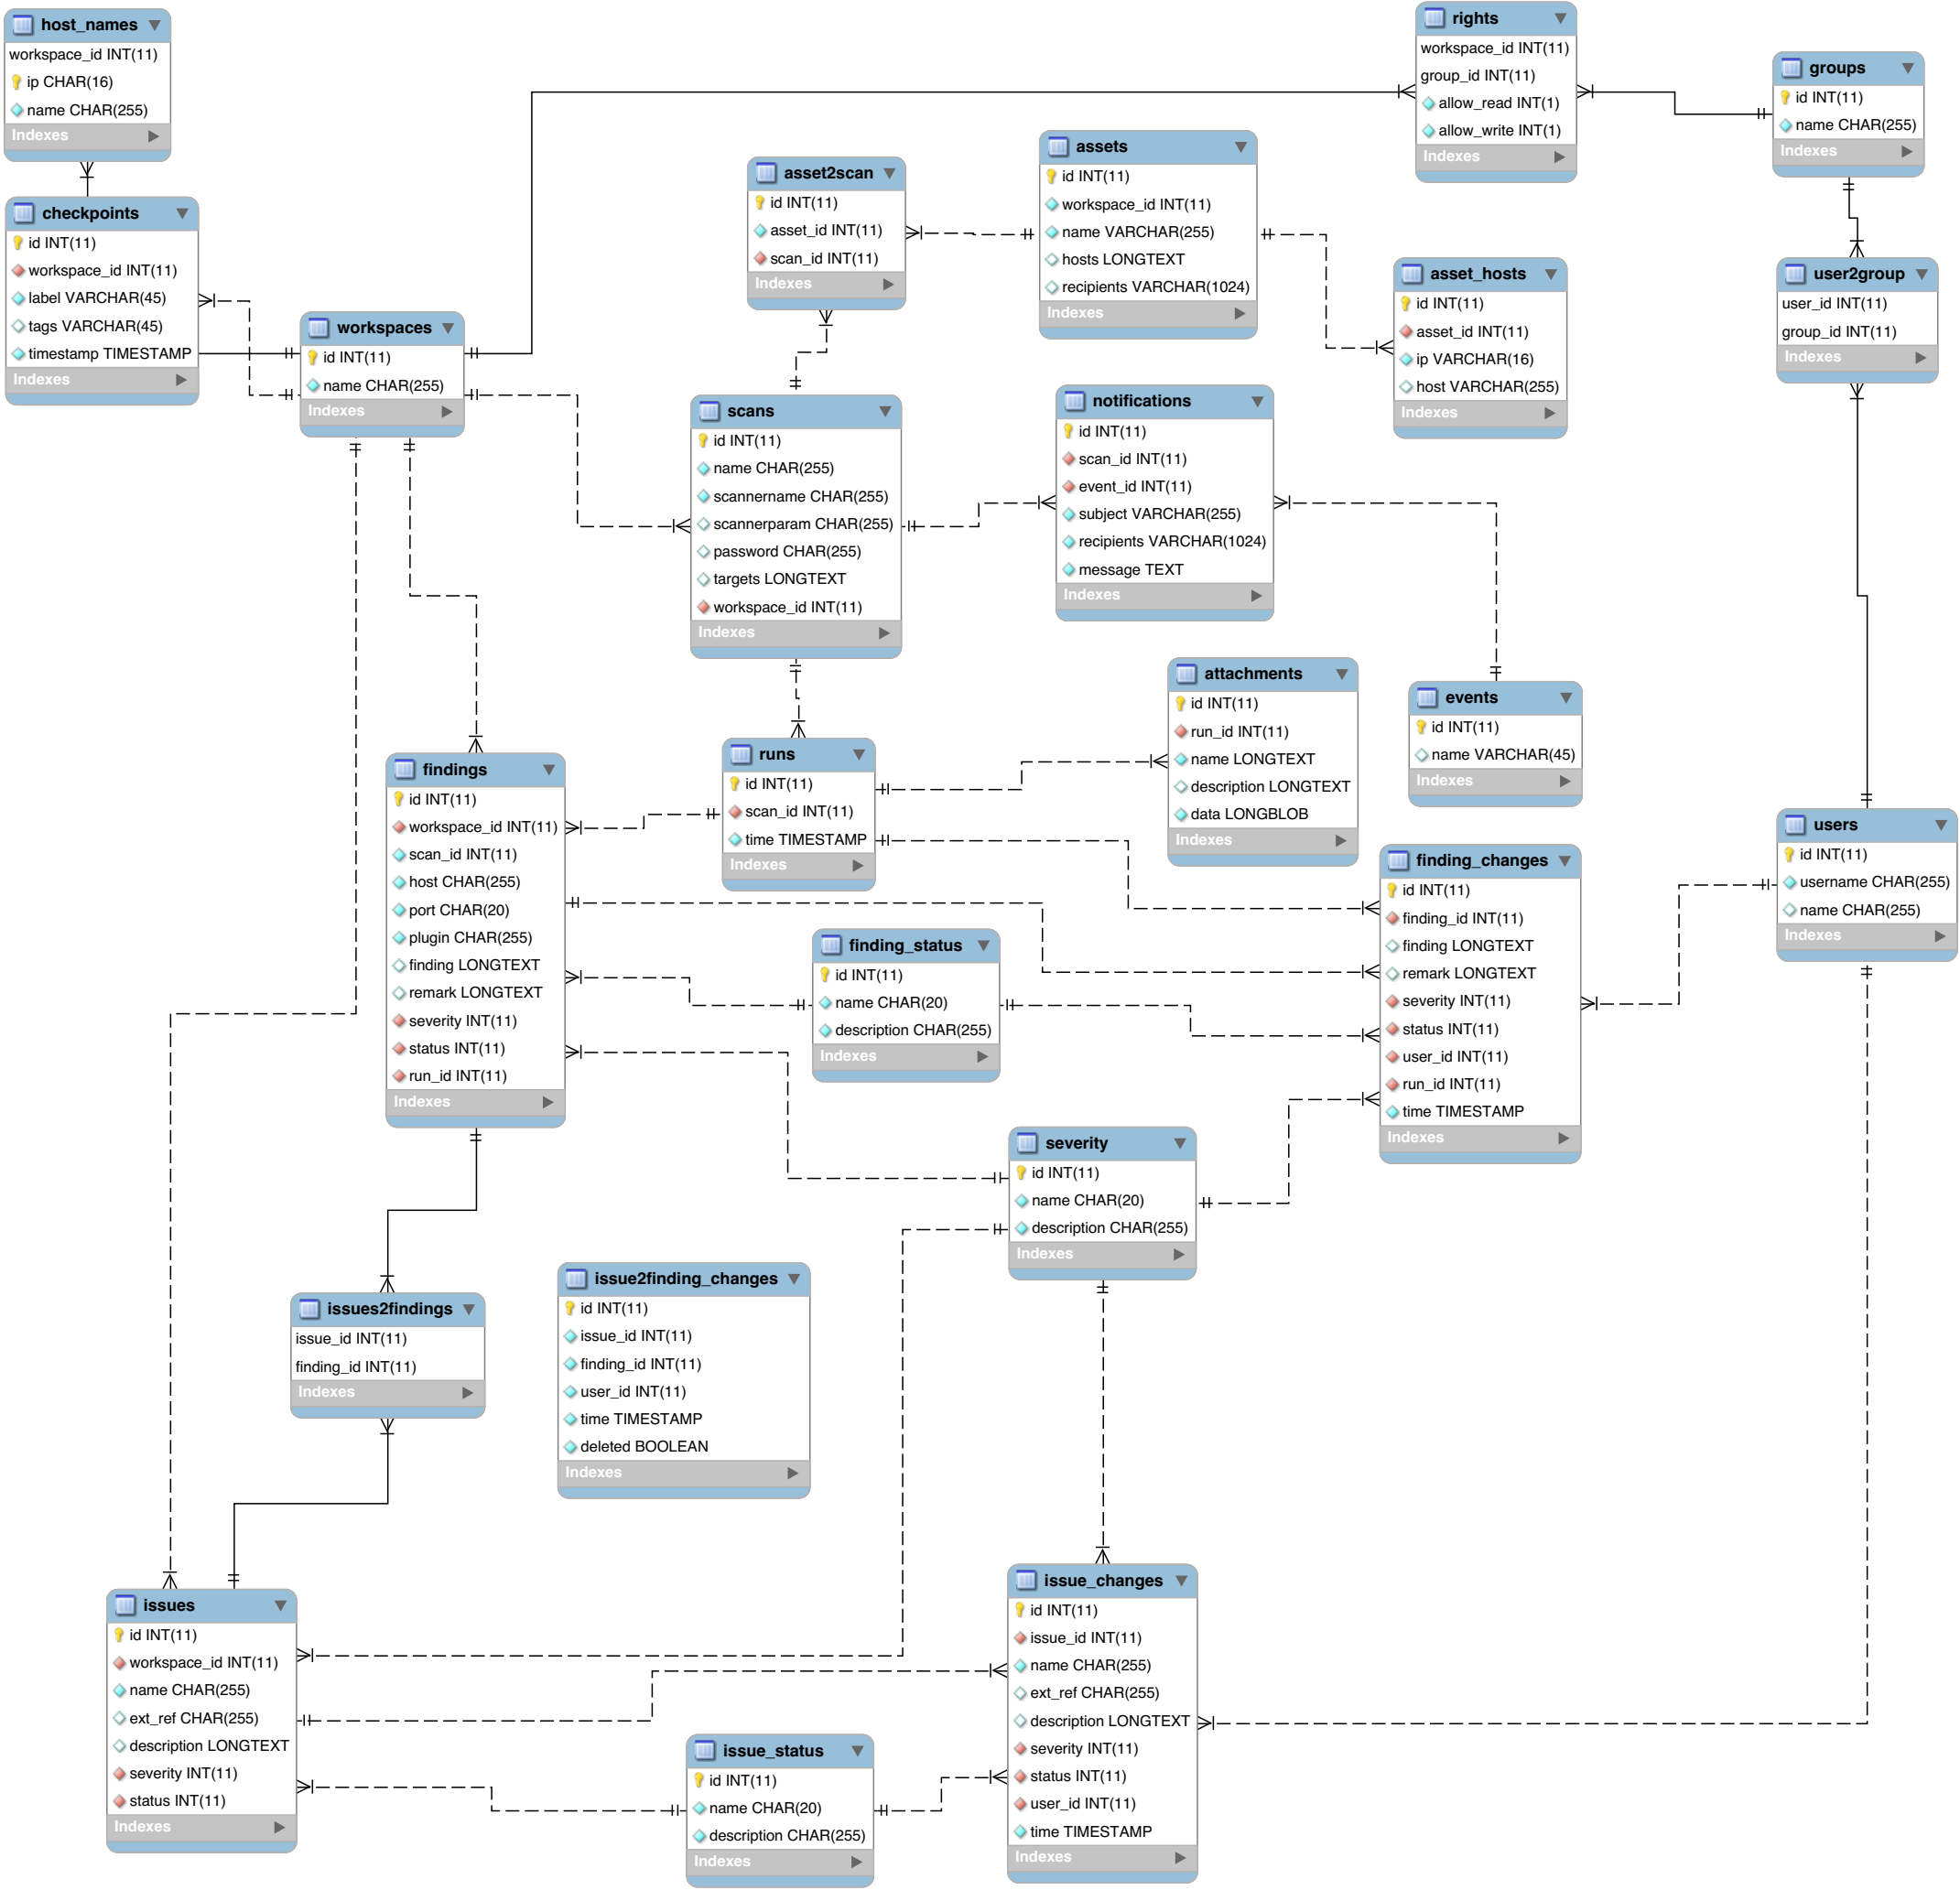 host_names
workspace_id INT(11)
ip CHAR(16)
name CHAR(255)
Indexes
checkpoints
id INT(11)
workspace_id INT(11)
label VARCHAR(45)
tags VARCHAR(45)
timestamp TIMESTAMP
Indexes
workspaces
id INT(11)
name CHAR(255)
Indexes
asset2scan
id INT(11)
asset_id INT(11)
scan_id INT(11)
Indexes
assets
id INT(11)
workspace_id INT(11)
name VARCHAR(255)
hosts LONGTEXT
recipients VARCHAR(1024)
Indexes
rights
workspace_id INT(11)
group_id INT(11)
allow_read INT(1)
allow_write INT(1)
Indexes
groups
id INT(11)
name CHAR(255)
Indexes
asset_hosts
id INT(11)
asset_id INT(11)
ip VARCHAR(16)
host VARCHAR(255)
Indexes
user2group
user_id INT(11)
group_id INT(11)
Indexes
scans
id INT(11)
name CHAR(255)
scannername CHAR(255)
scannerparam CHAR(255)
password CHAR(255)
targets LONGTEXT
workspace_id INT(11)
Indexes
notifications
id INT(11)
scan_id INT(11)
event_id INT(11)
subject VARCHAR(255)
recipients VARCHAR(1024)
message TEXT
Indexes
attachments
id INT(11)
run_id INT(11)
name LONGTEXT
description LONGTEXT
data LONGBLOB
Indexes
events
id INT(11)
name VARCHAR(45)
Indexes
findings
id INT(11)
workspace_id INT(11)
scan_id INT(11)
host CHAR(255)
port CHAR(20)
plugin CHAR(255)
finding LONGTEXT
remark LONGTEXT
severity INT(11)
status INT(11)
run_id INT(11)
Indexes
runs
id INT(11)
scan_id INT(11)
time TIMESTAMP
Indexes
users
id INT(11)
username CHAR(255)
name CHAR(255)
Indexes
finding_changes
id INT(11)
finding_id INT(11)
finding LONGTEXT
remark LONGTEXT
severity INT(11)
status INT(11)
user_id INT(11)
run_id INT(11)
time TIMESTAMP
Indexes
finding_status
id INT(11)
name CHAR(20)
description CHAR(255)
Indexes
severity
id INT(11)
name CHAR(20)
description CHAR(255)
Indexes
issues2findings
issue_id INT(11)
finding_id INT(11)
Indexes
issue2finding_changes
id INT(11)
issue_id INT(11)
finding_id INT(11)
user_id INT(11)
time TIMESTAMP
deleted BOOLEAN
Indexes
issues
id INT(11)
workspace_id INT(11)
name CHAR(255)
ext_ref CHAR(255)
description LONGTEXT
severity INT(11)
status INT(11)
Indexes
issue_changes
id INT(11)
issue_id INT(11)
name CHAR(255)
ext_ref CHAR(255)
description LONGTEXT
severity INT(11)
status INT(11)
user_id INT(11)
time TIMESTAMP
Indexes
issue_status
id INT(11)
name CHAR(20)
description CHAR(255)
Indexes